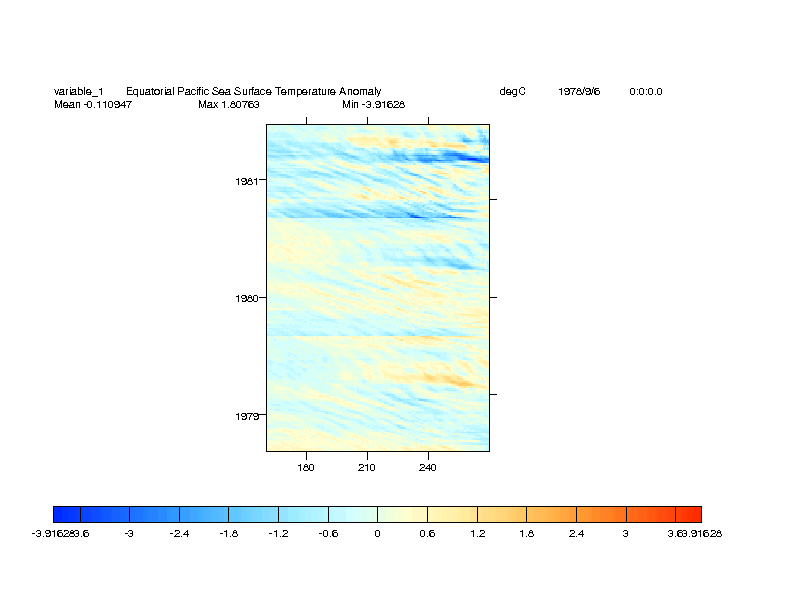 variable_1 Equatorial Pacific Sea Surface Temperature Anomaly degC 1978/9/6 0:0:0.0
Mean -0.110947 Max 1.80763 Min -3.91628
1981
1980
1979
180 210 240
-3.91628 -3.6 -3 -2.4 -1.8 -1.2 -0.6 0 0.6 1.2 1.8 2.4 3 3.6 3.91628